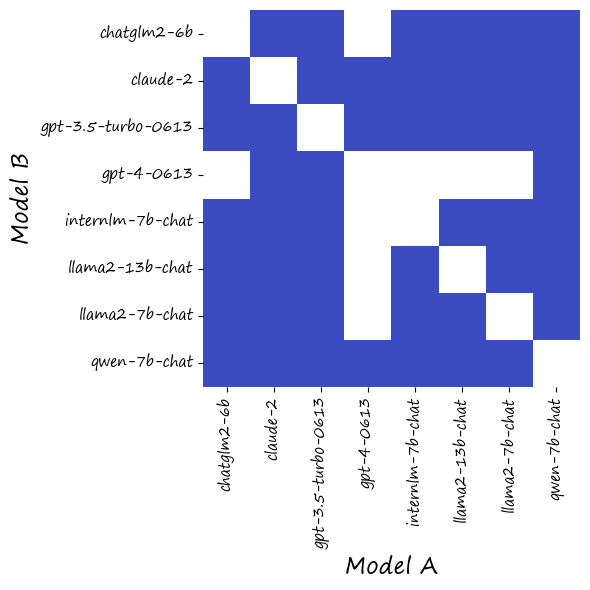 chatglm2-6b
claude-2
gpt-3.5-turbo-0613
gpt-4-0613
internlm-7b-chat
llama2-13b-chat
llama2-7b-chat
qwen-7b-chat
Model B
chatglm2-6b
claude-2
gpt-3.5-turbo-0613
gpt-4-0613
internlm-7b-chat
llama2-13b-chat
llama2-7b-chat
qwen-7b-chat
Model A